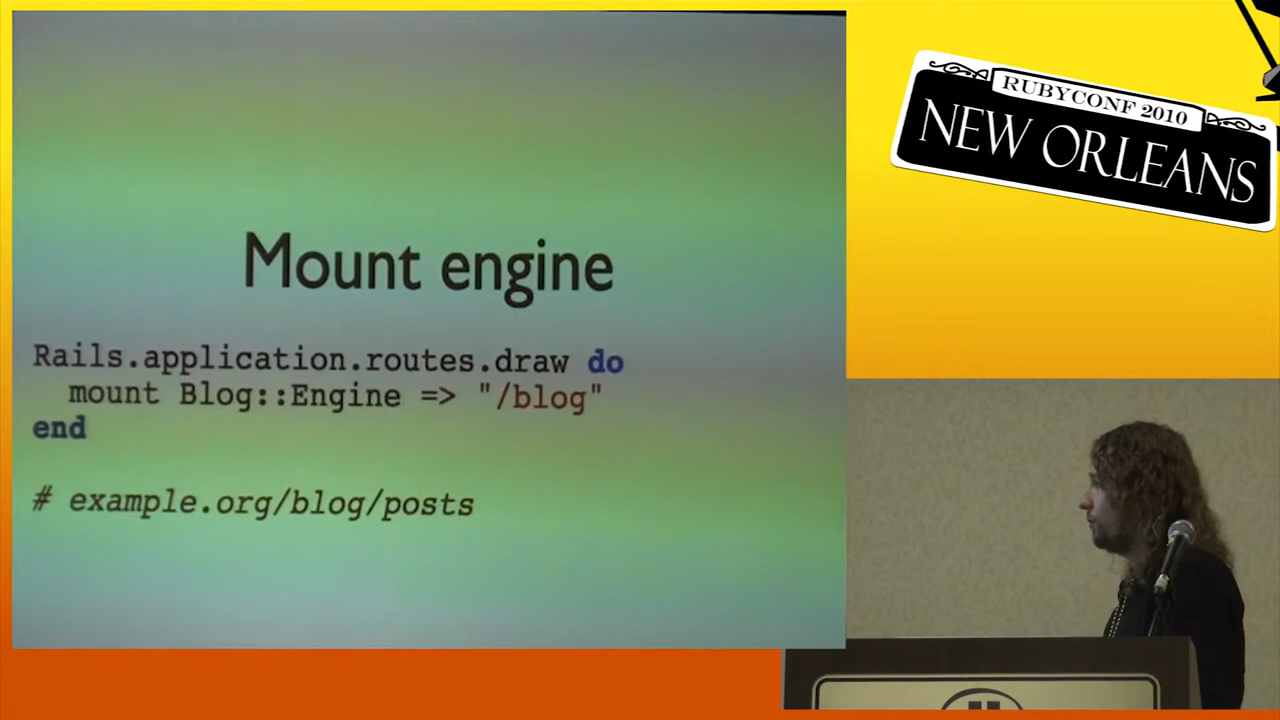 Mount engine
Rails.application.routes.draw do
  mount Blog::Engine => "/blog"
end
# example.org/blog/posts
RUBYCONF 2010
NEW ORLEANS